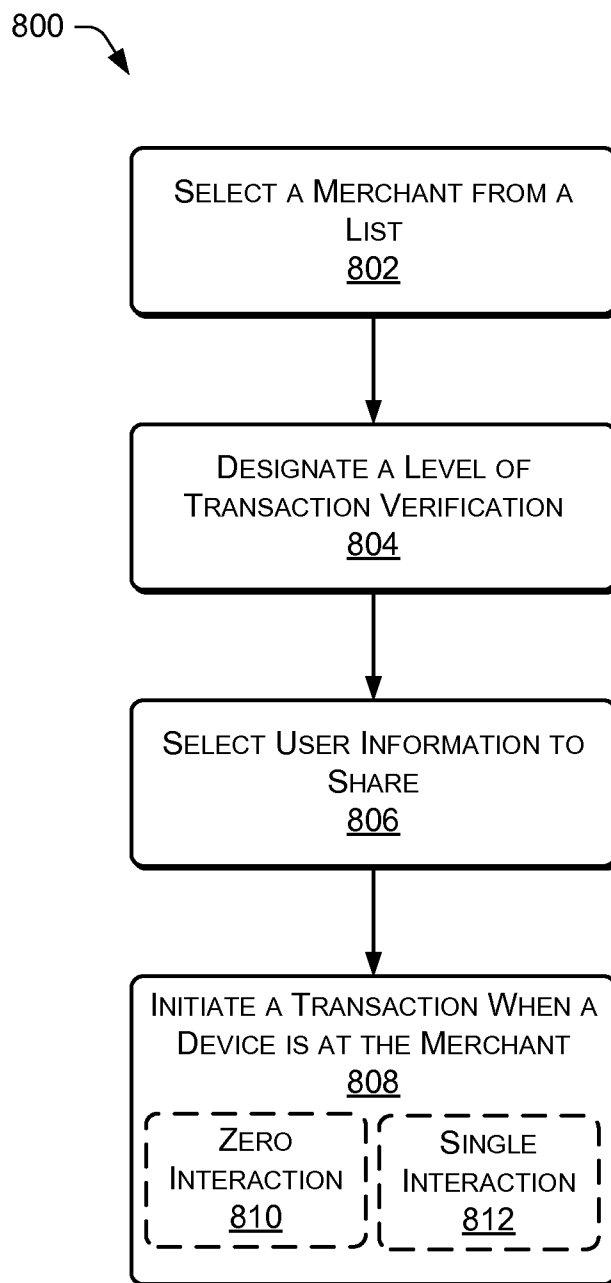 800
SELECT A MERCHANT FROM A
LIST
802
DESIGNATE A LEVEL OF
TRANSACTION VERIFICATION
804
SELECT USER INFORMATION TO
SHARE
806
INITIATE A TRANSACTION WHEN A
DEVICE IS AT THE MERCHANT
808
ZERO
INTERACTION
810
SINGLE
INTERACTION
812